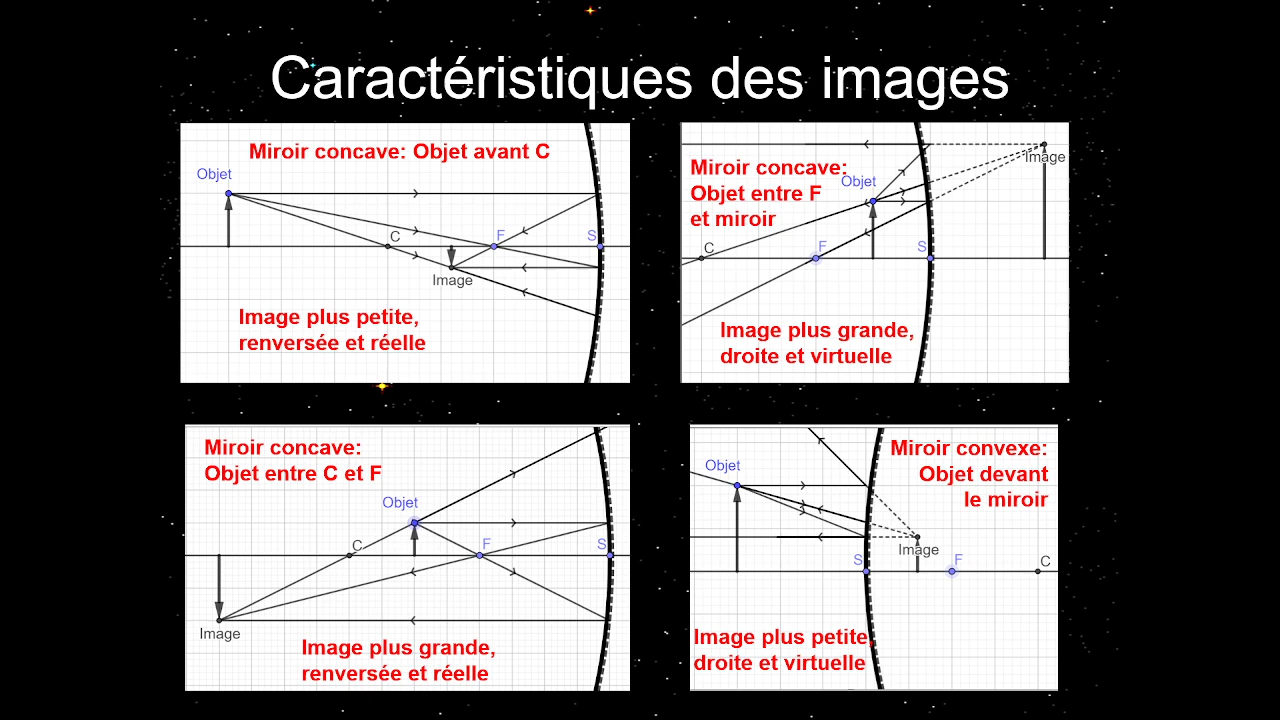 Caractéristiques des images
Miroir concave: Objet avant C
Objet
C
F
S
Image
Image plus petite,
renversée et réelle
Miroir concave:
Objet entre F
et miroir
Objet
Image
C
F
S
Image plus grande,
droite et virtuelle
Miroir concave:
Objet entre C et F
Objet
C
F
S
Image
Image plus grande,
renversée et réelle
Miroir convexe:
Objet devant
le miroir
Objet
Image
S
F
C
Image plus petite,
droite et virtuelle